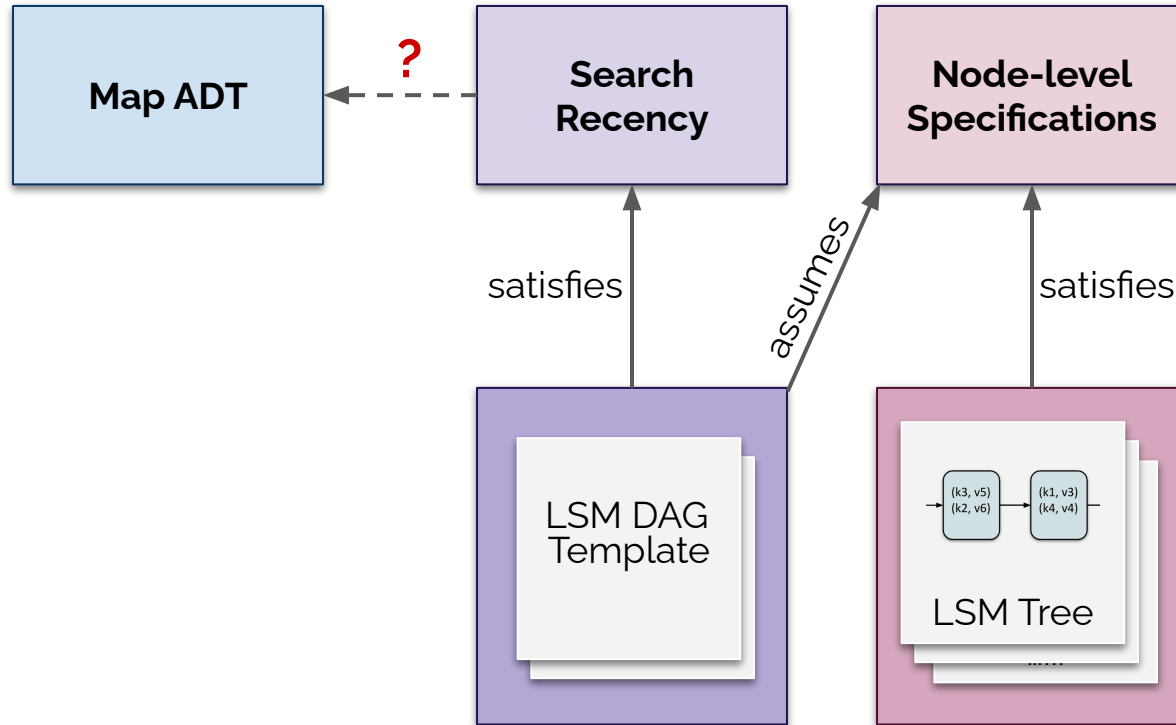 Map ADT
?
Search
Recency
Node-level
Specifications
satisfies
assumes
satisfies
LSM DAG
Template
(k3, v5)
(k2, v6)
(k1, v3)
(k4, v4)
LSM Tree